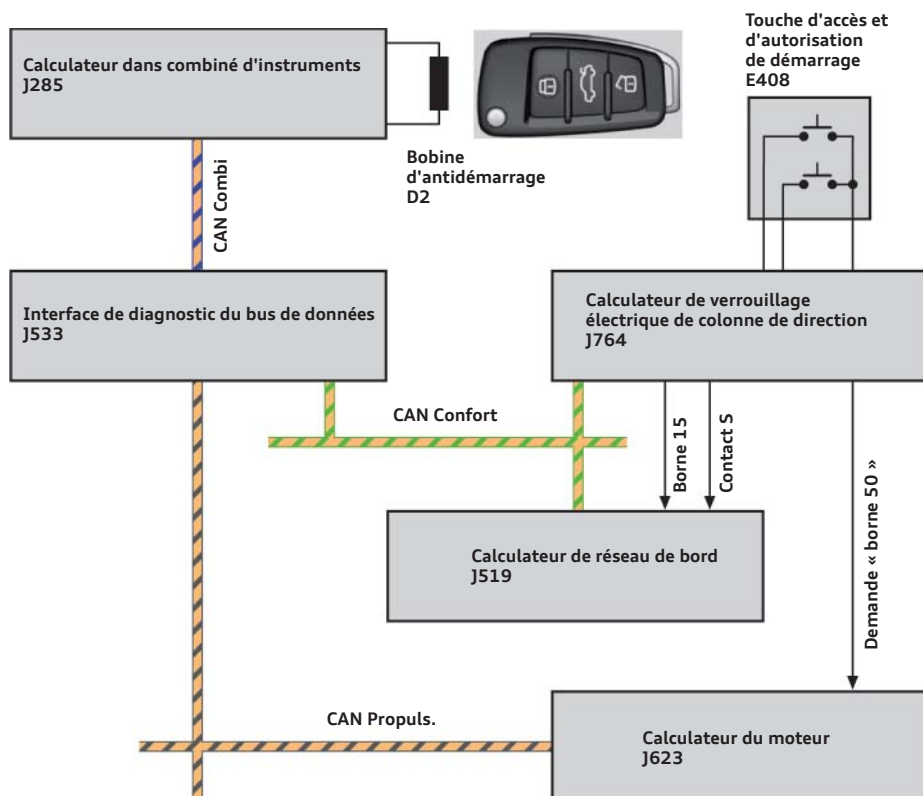 Touche d'accès et
d'autorisation
de démarrage
E408
Calculateur dans combiné d'instruments
J285
Bobine
d'antidémarrage
D2
CAN Combi
Interface de diagnostic du bus de données
J533
Calculateur de verrouillage
électrique de colonne de direction
J764
CAN Confort
Borne 15
Contact S
Demande « borne 50 »
Calculateur de réseau de bord
J519
CAN Propuls.
Calculateur du moteur
J623